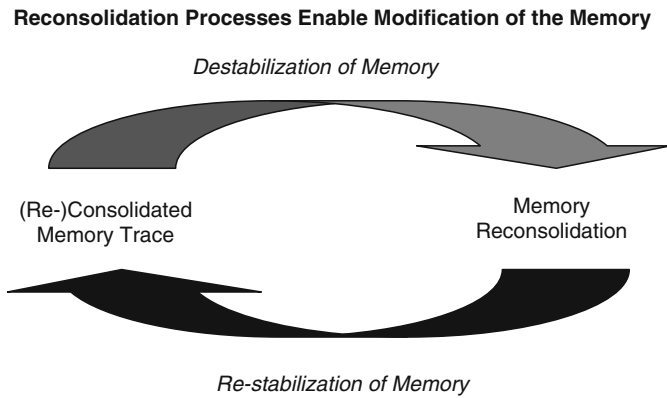 Reconsolidation Processes Enable Modification of the Memory
Destabilization of Memory
(Re-)Consolidated
Memory Trace
Memory
Reconsolidation
Re-stabilization of Memory